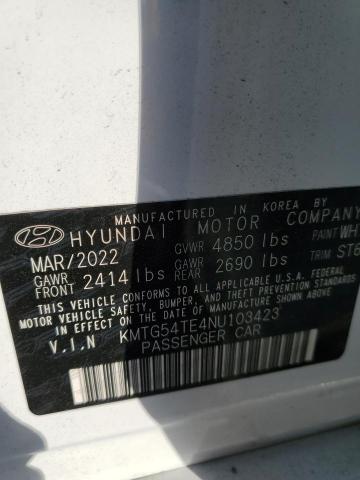 MANUFACTURED IN KOREA BY
HYUNDAI MOTOR COMPANY
MAR/2022 GVWR 4850 lbs PAINT WH
GAWR FRONT 2414 lbs GAWR REAR 2690 lbs TRIM ST6
THIS VEHICLE CONFORMS TO ALL APPLICABLE U.S. FEDERAL
MOTOR VEHICLE SAFETY, BUMPER, AND THEFT PREVENTION
STANDARDS IN EFFECT ON THE DATE OF MANUFACTURE SHOWN ABOVE.
V.I.N KMTG54TE4NU103423
PASSENGER CAR